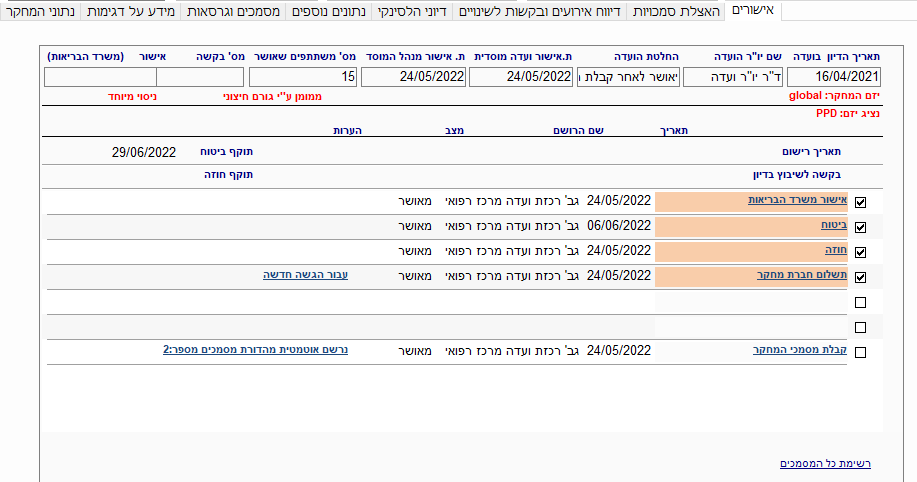 אישורים האצלת סמכויות דיווח אירועים ובקשות לשינויים דיוני הלסינקי נתונים נוספים מסמכים וגרסאות מידע על דגימות נתוני המחקר
תאריך הדיון בועדה שם יו"ר הועדה החלטת הועדה ת.אישור ועדה מוסדית ת. אישור מנהל המוסד מס' משתתפים שאושר מס' בקשה אישור (משרד הבריאות)
16/04/2021 ד"ר יו"ר ועדה יאושר לאחר קבלת 24/05/2022 24/05/2022 15
יזם המחקר: global ממומן ע"י גורם חיצוני ניסוי מיוחד
נציג יזם: PPD
תאריך שם הרושם מצב הערות
תאריך רישום תוקף ביטוח 29/06/2022
בקשה לשיבוץ בדיון תוקף חוזה
אישור משרד הבריאות 24/05/2022 גב' רכזת ועדה מרכז רפואי מאושר
ביטוח 06/06/2022 גב' רכזת ועדה מרכז רפואי מאושר
חוזה 24/05/2022 גב' רכזת ועדה מרכז רפואי מאושר
תשלום חברת מחקר 24/05/2022 גב' רכזת ועדה מרכז רפואי מאושר עבור הגשה חדשה
קבלת מסמכי המחקר 24/05/2022 גב' רכזת ועדה מרכז רפואי מאושר נרשם אוטמטית מהדורת מסמכים מספר:2
רשימת כל המסמכים